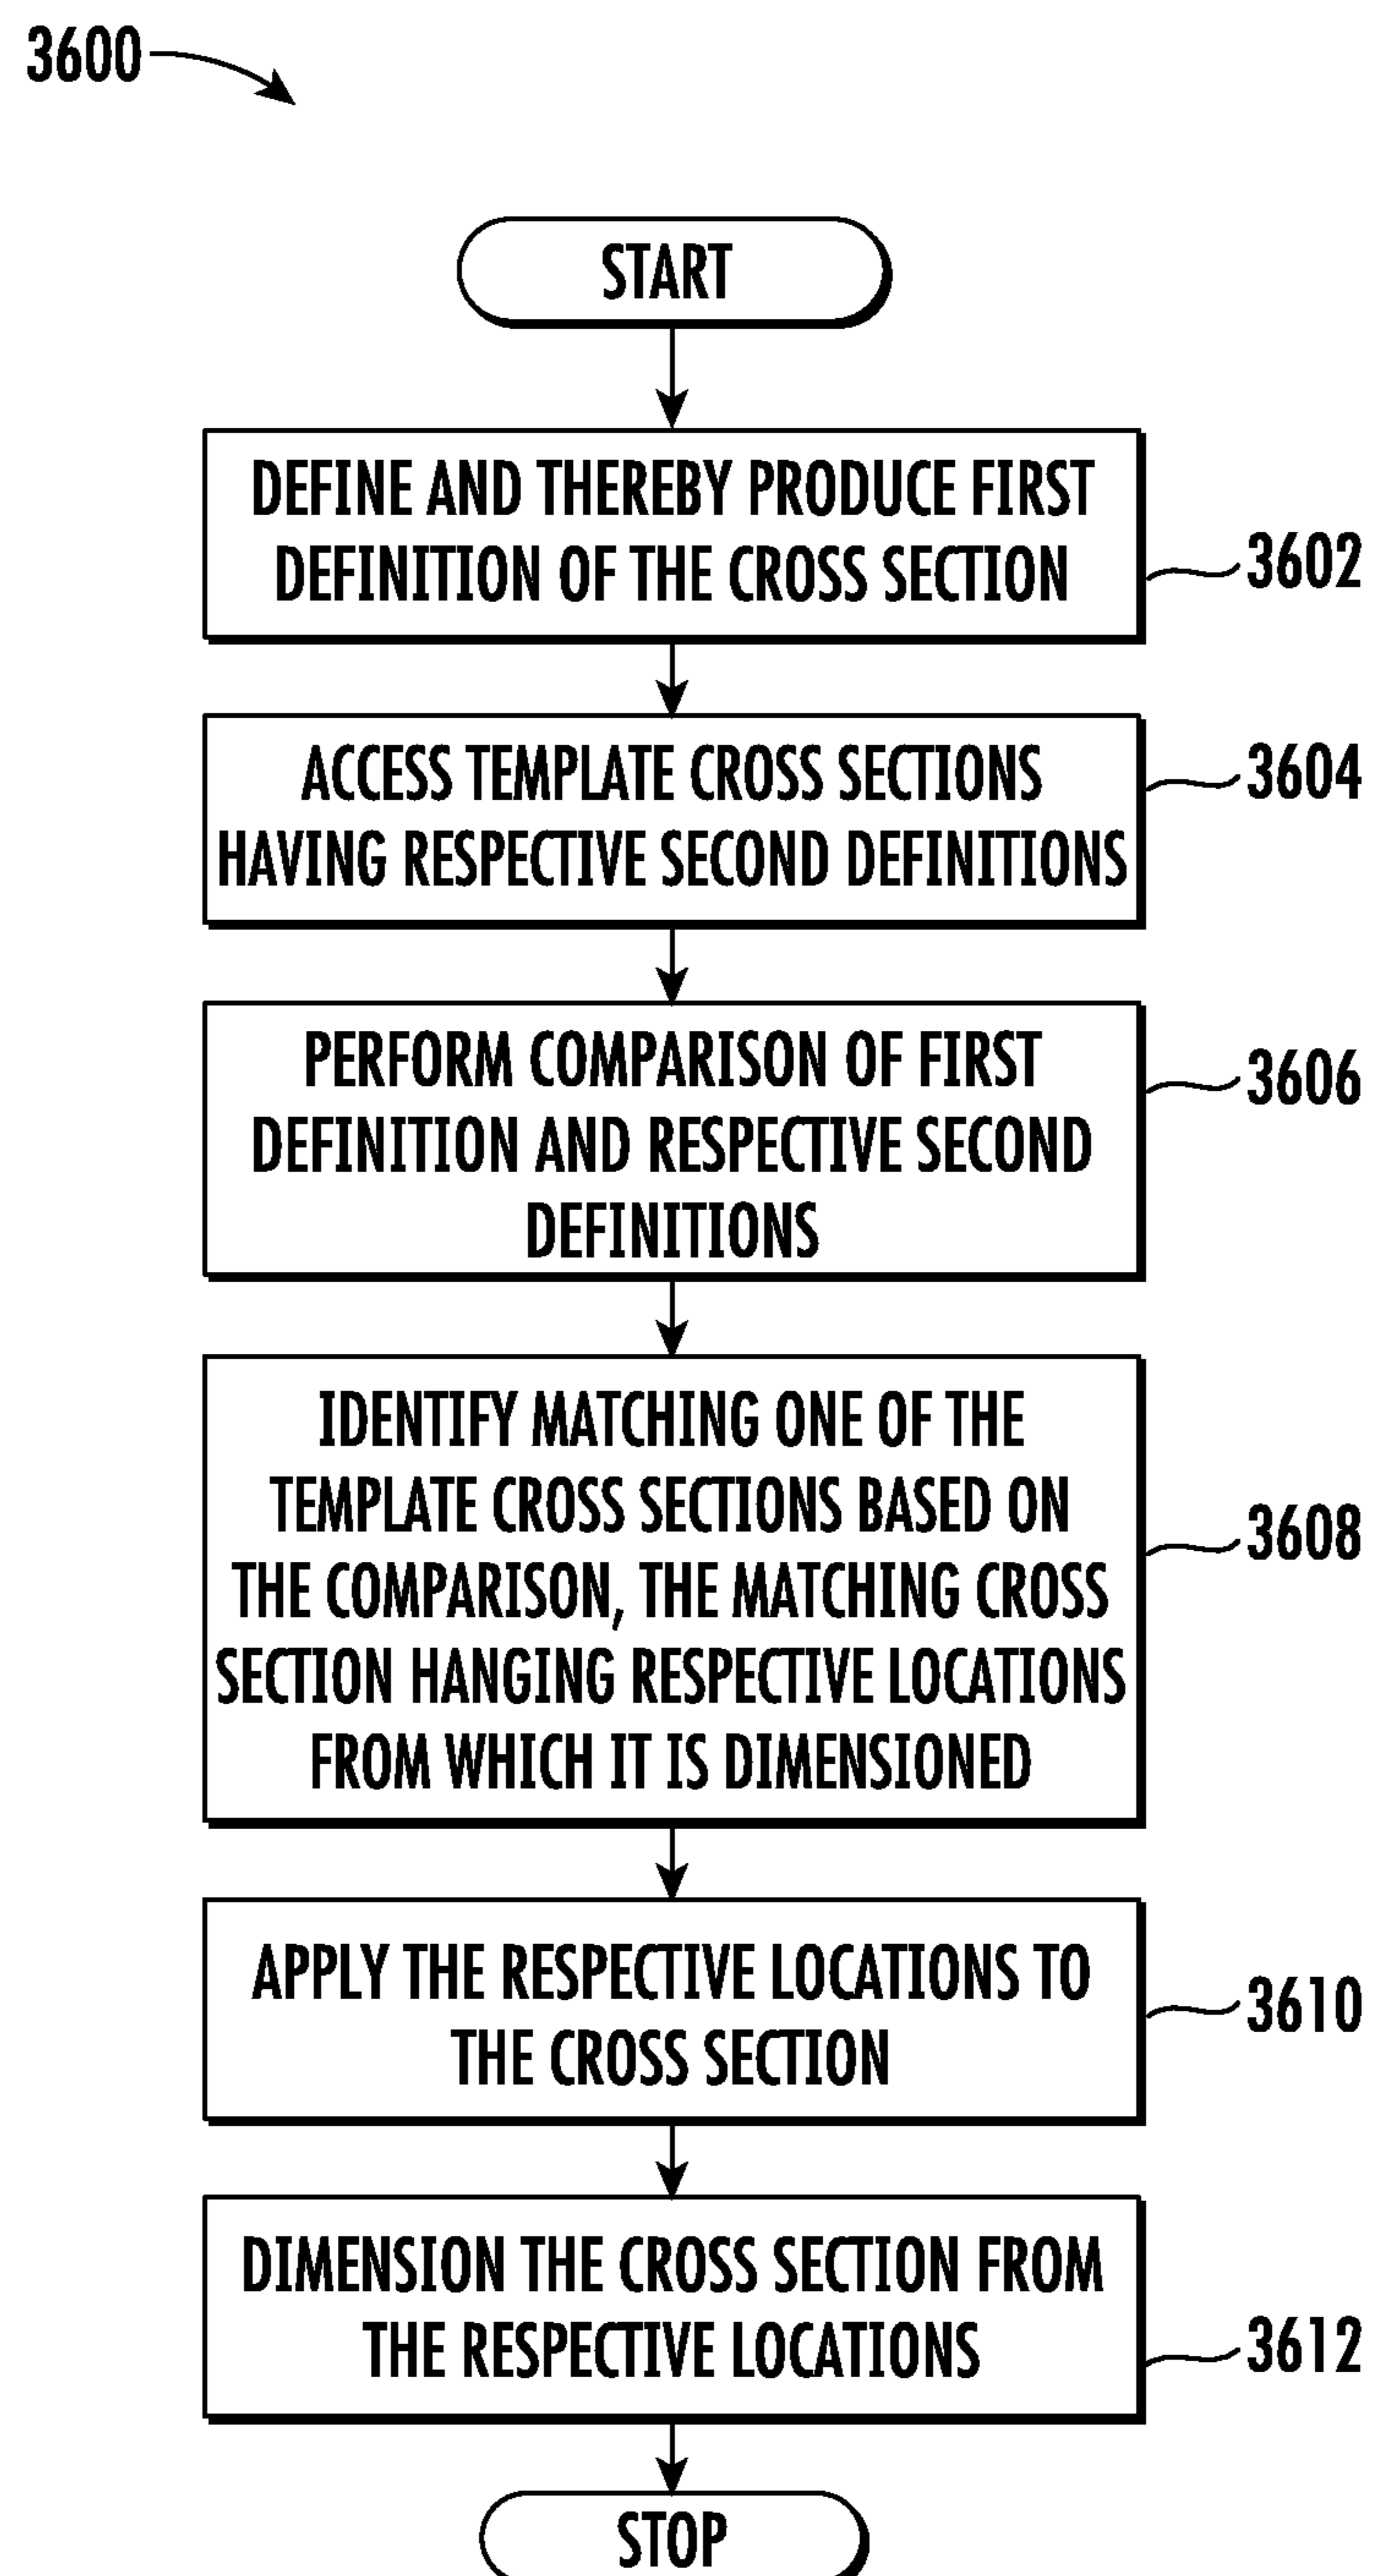 3600
START
DEFINE AND THEREBY PRODUCE FIRST
DEFINITION OF THE CROSS SECTION
3602
ACCESS TEMPLATE CROSS SECTIONS
HAVING RESPECTIVE SECOND DEFINITIONS
3604
PERFORM COMPARISON OF FIRST
DEFINITION AND RESPECTIVE SECOND
DEFINITIONS
3606
IDENTIFY MATCHING ONE OF THE
TEMPLATE CROSS SECTIONS BASED ON
THE COMPARISON, THE MATCHING CROSS
SECTION HANGING RESPECTIVE LOCATIONS
FROM WHICH IT IS DIMENSIONED
3608
APPLY THE RESPECTIVE LOCATIONS TO
THE CROSS SECTION
3610
DIMENSION THE CROSS SECTION FROM
THE RESPECTIVE LOCATIONS
3612
STOP